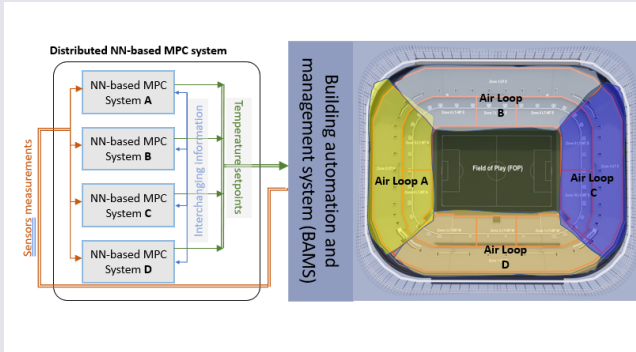 Distributed NN-based MPC system
NN-based MPC
System A
NN-based MPC
System B
NN-based MPC
System C
NN-based MPC
System D
Sensors measurements
Interchanging Information
Temperature setpoints
Building automation and
management system (BAMS)
Air Loop
B
Air Loop A
Field of Play (FOP)
Air Loop
C
Air Loop
D